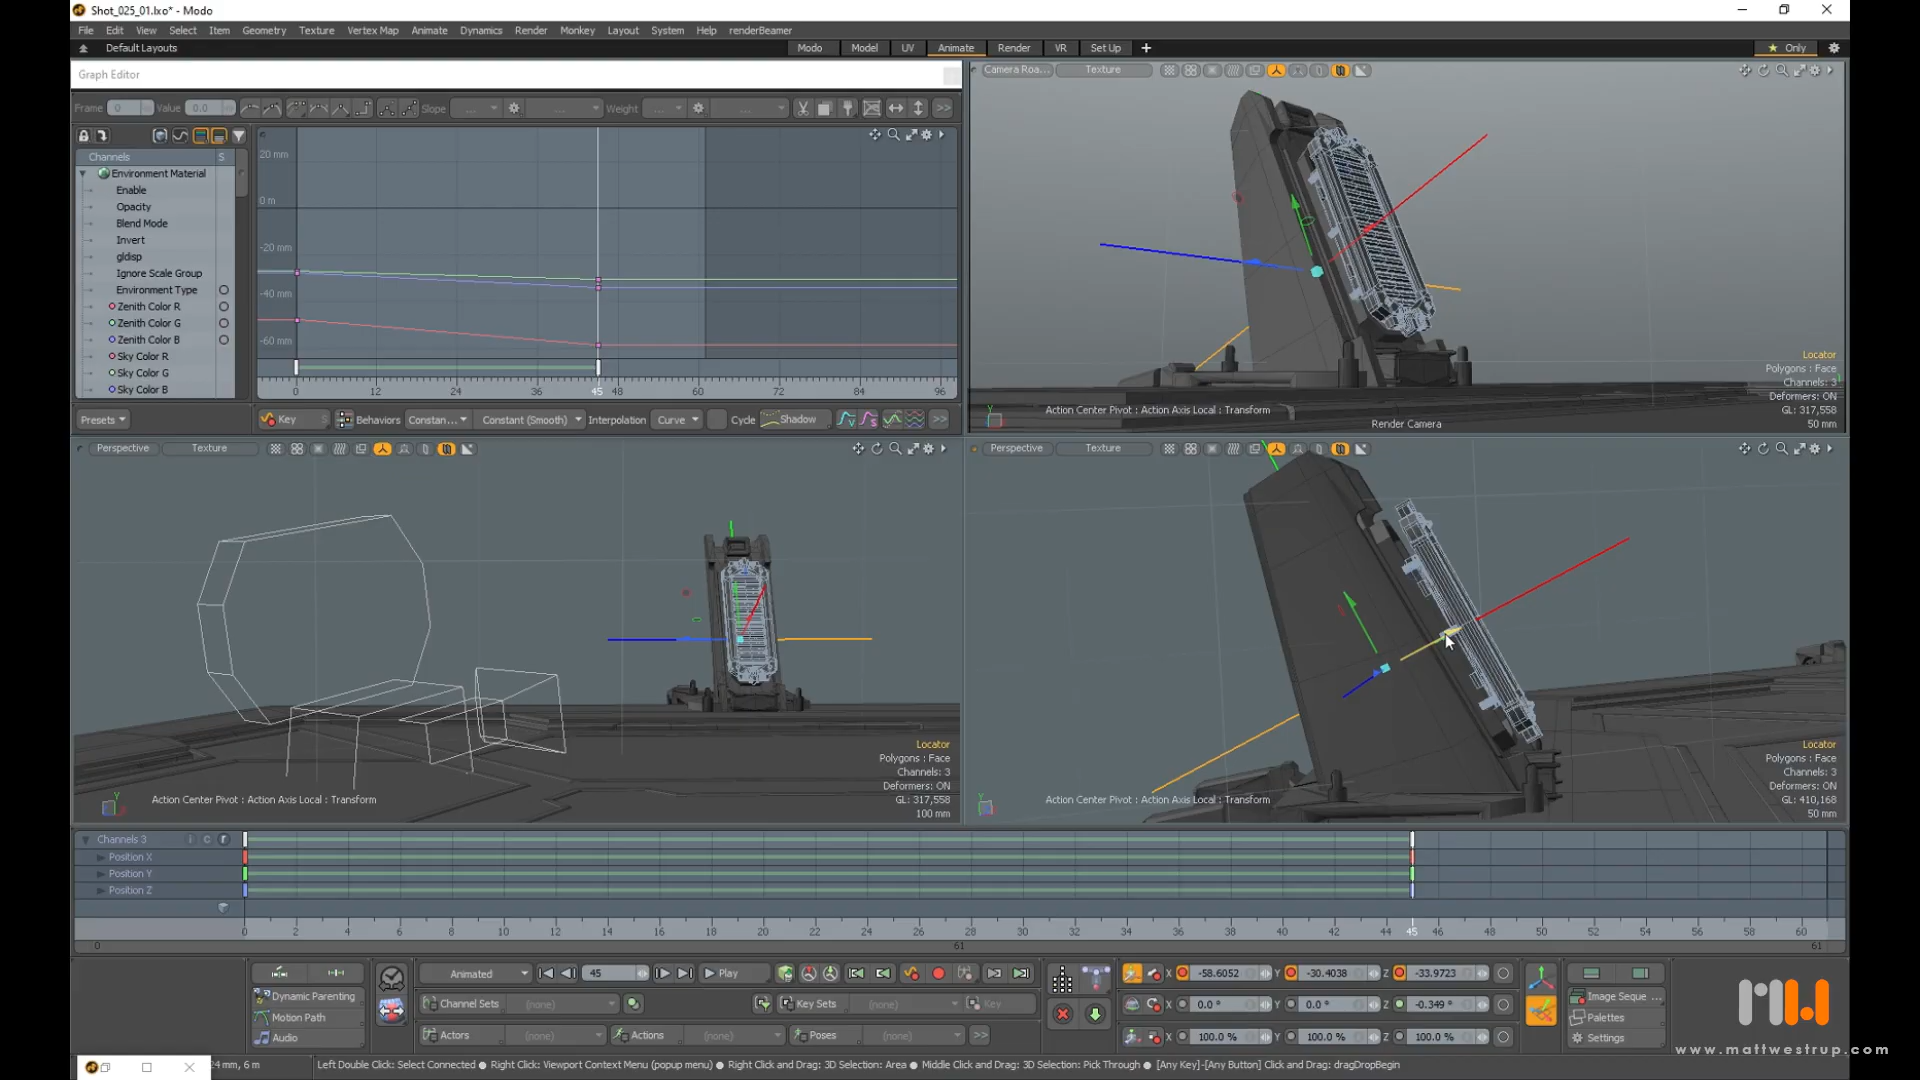 Shot_025_01.lxo* - Modo
File Edit View Select Item Geometry Texture Vertex Map Animate Dynamics Render Monkey Layout System Help renderBeamer
Default Layouts
Modo Model UV Animate Render VR Set Up + Only
Graph Editor
Frame 0 Value 0.0 Slope ... ... Weight ... ... >>
Channels S
Environment Material
Enable
Opacity
Blend Mode
Invert
gldisp
Ignore Scale Group
Environment Type
Zenith Color R
Zenith Color G
Zenith Color B
Sky Color R
Sky Color G
Sky Color B
20 mm
0 m
-20 mm
-40 mm
-60 mm
0 12 24 36 45 48 60 72 84 96
Presets Key S Behaviors Constan... Constant (Smooth) Interpolation Curve Cycle Shadow >>
Camera Roa... Texture
Locator
Polygons : Face
Channels: 3
Deformers: ON
GL: 317,558
50 mm
Action Center Pivot : Action Axis Local : Transform
Render Camera
Perspective Texture
Locator
Polygons : Face
Channels: 3
Deformers: ON
GL: 317,558
100 mm
Action Center Pivot : Action Axis Local : Transform
Perspective Texture
Locator
Polygons : Face
Channels: 3
Deformers: ON
GL: 410,168
50 mm
Action Center Pivot : Action Axis Local : Transform
Channels 3
Position X
Position Y
Position Z
0 2 4 6 8 10 12 14 16 18 20 22 24 26 28 30 32 34 36 38 40 42 44 45 46 48 50 52 54 56 58 60
0 61 61
Animated 45 Play
X -58.6052 Y -30.4038 Z -33.9723
Dynamic Parenting
Motion Path
Audio
Channel Sets (none) Key Sets (none) Key
X 0.0 ° Y 0.0 ° Z -0.349 °
Actors (none) Actions (none) Poses (none) >>
X 100.0 % Y 100.0 % Z 100.0 %
Image Seque ...
Palettes
Settings
www.mattwestrup.com
24 mm, 6 m
Left Double Click: Select Connected ● Right Click: Viewport Context Menu (popup menu) ● Right Click and Drag: 3D Selection: Area ● Middle Click and Drag: 3D Selection: Pick Through ● [Any Key]-[Any Button] Click and Drag: dragDropBegin